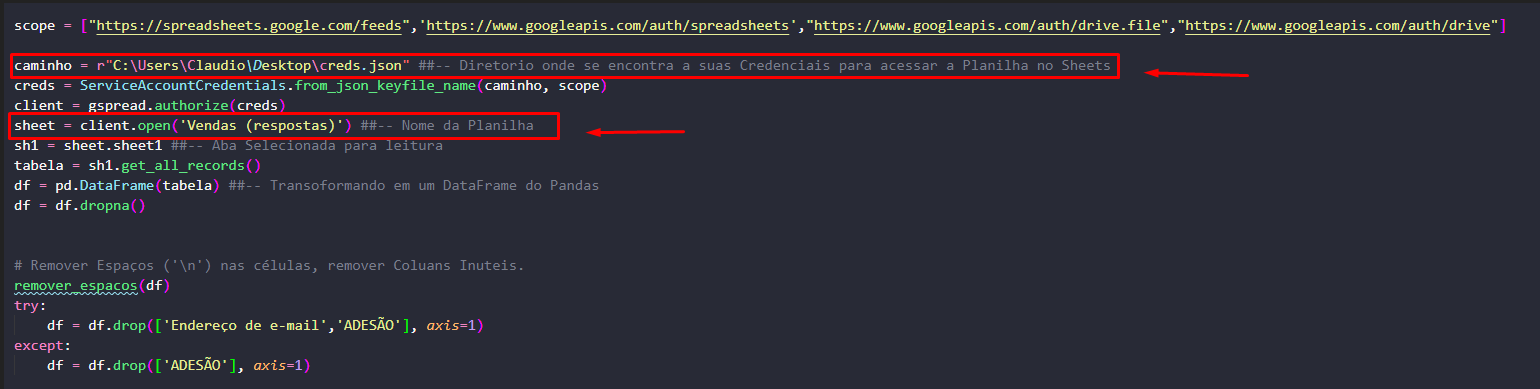 scope = ["https://spreadsheets.google.com/feeds",'https://www.googleapis.com/auth/spreadsheets',"https://www.googleapis.com/auth/drive.file","https://www.googleapis.com/auth/drive"]
caminho = r"C:\Users\Claudio\Desktop\creds.json" ##-- Diretorio onde se encontra a suas Credenciais para acessar a Planilha no Sheets
creds = ServiceAccountCredentials.from_json_keyfile_name(caminho, scope)
client = gspread.authorize(creds)
sheet = client.open('Vendas (respostas)') ##-- Nome da Planilha
sh1 = sheet.sheet1 ##-- Aba Selecionada para leitura
tabela = sh1.get_all_records()
df = pd.DataFrame(tabela) ##-- Transoformando em um DataFrame do Pandas
df = df.dropna()
# Remover Espaços ('\n') nas células, remover Coluans Inuteis.
remover_espacos(df)
try:
    df = df.drop(['Endereço de e-mail','ADESÃO'], axis=1)
except:
    df = df.drop(['ADESÃO'], axis=1)